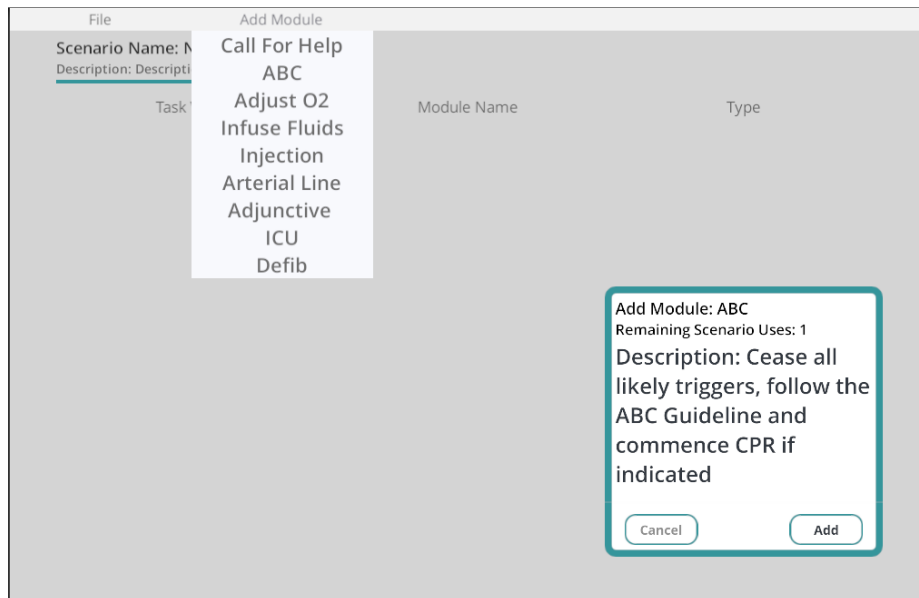 File Add Module
Scenario Name:
Description:
Task Module Name Type
Call For Help
ABC
Adjust O2
Infuse Fluids
Injection
Arterial Line
Adjunctive
ICU
Defib
Add Module: ABC
Remaining Scenario Uses: 1
Description: Cease all
likely triggers, follow the
ABC Guideline and
commence CPR if
indicated
Cancel Add